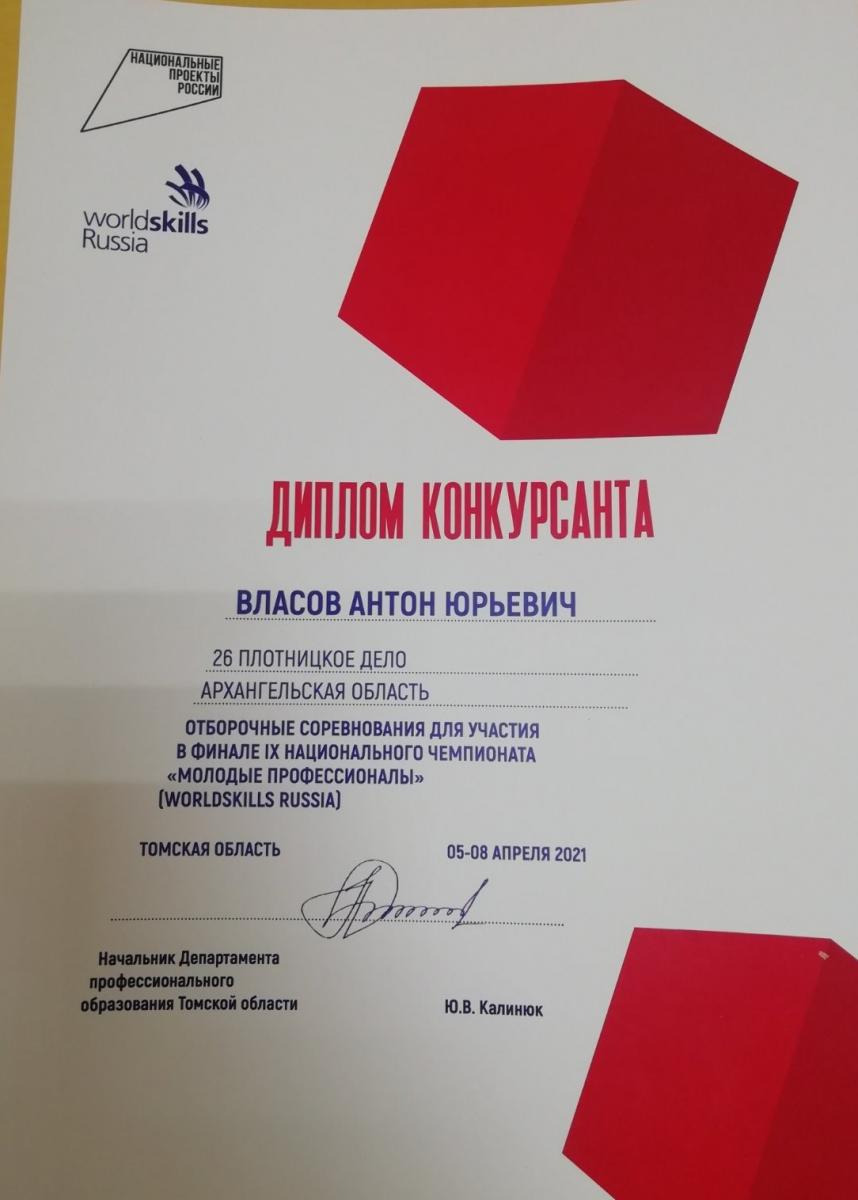 НАЦИОНАЛЬНЫЕ
ПРОЕКТЫ
РОССИИ
worldskills
Russia
ДИПЛОМ КОНКУРСАНТА
ВЛАСОВ АНТОН ЮРЬЕВИЧ
26 ПЛОТНИЦКОЕ ДЕЛО
АРХАНГЕЛЬСКАЯ ОБЛАСТЬ
ОТБОРОЧНЫЕ СОРЕВНОВАНИЯ ДЛЯ УЧАСТИЯ
В ФИНАЛЕ IX НАЦИОНАЛЬНОГО ЧЕМПИОНАТА
«МОЛОДЫЕ ПРОФЕССИОНАЛЫ»
(WORLDSKILLS RUSSIA)
ТОМСКАЯ ОБЛАСТЬ 05-08 АПРЕЛЯ 2021
Начальник Департамента
профессионального
образования Томской области Ю.В. Калинюк